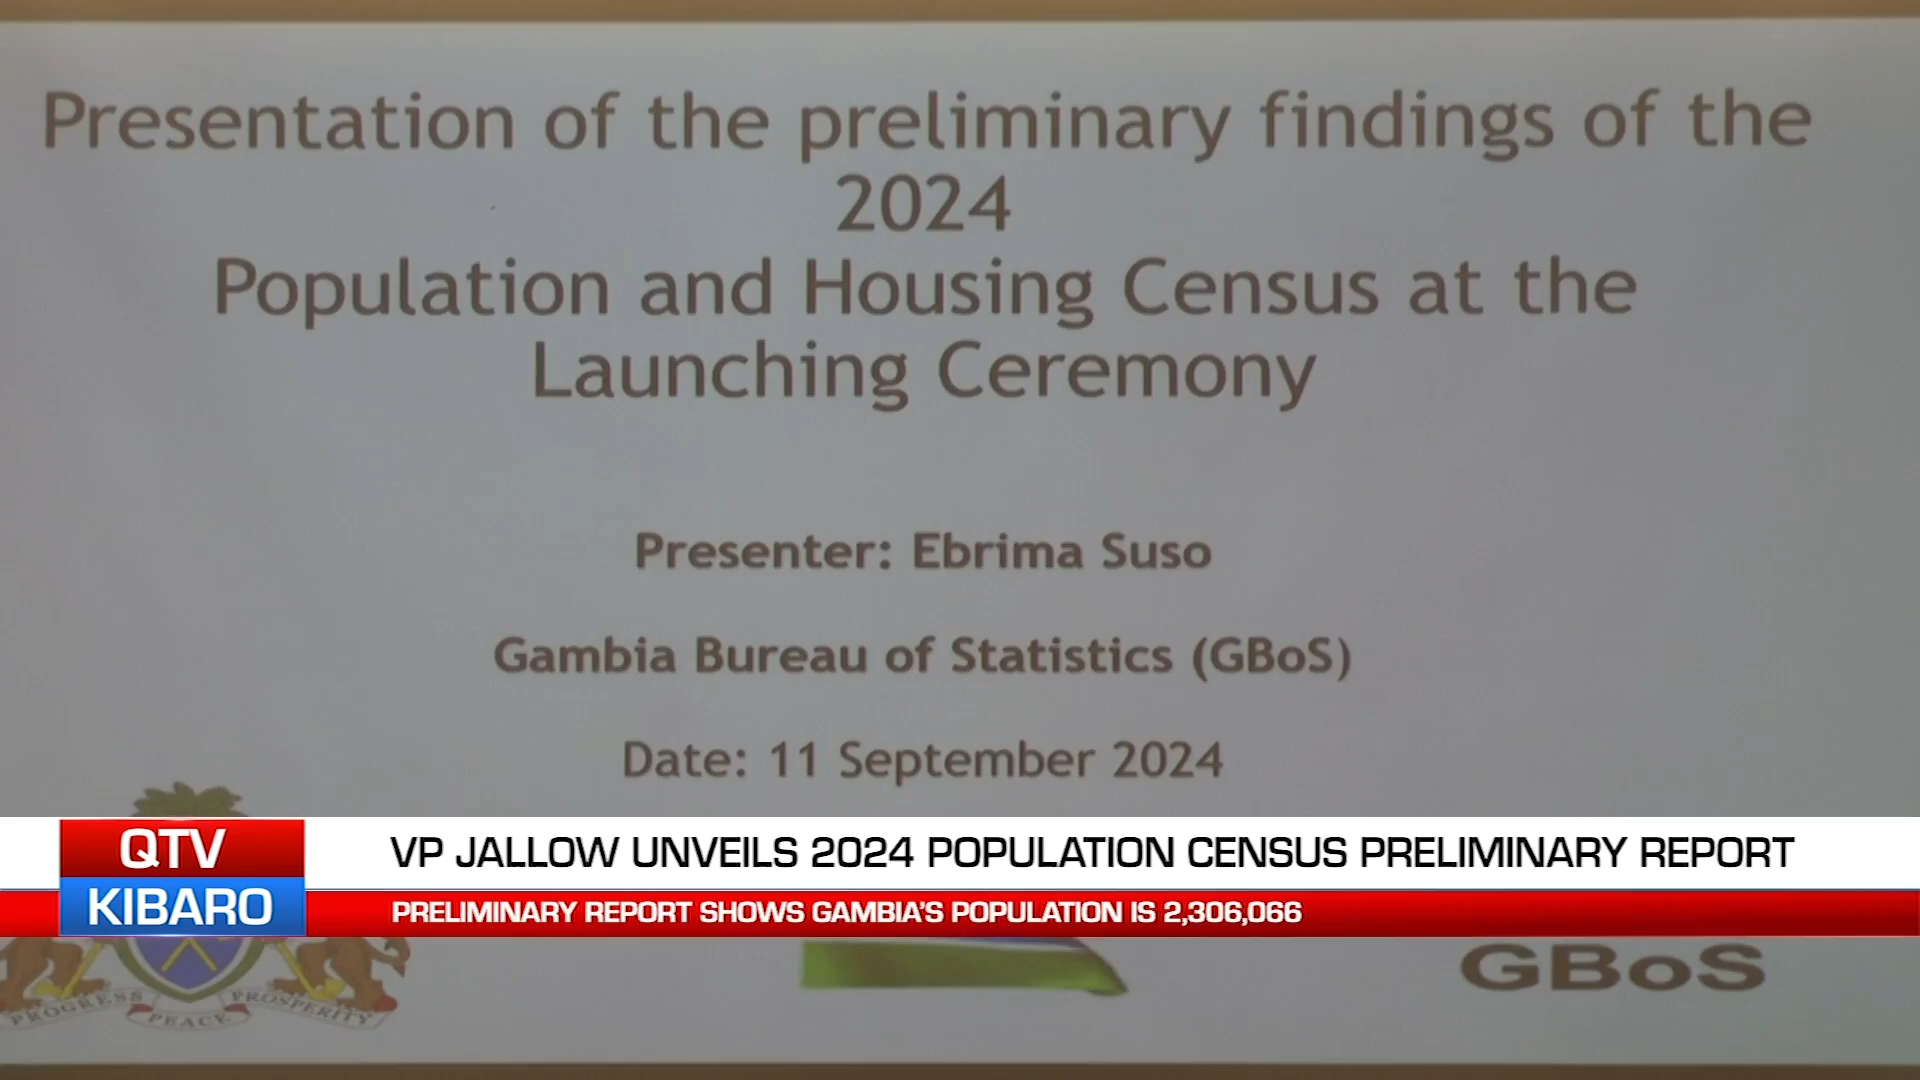 Presentation of the preliminary findings of the
2024
Population and Housing Census at the
Launching Ceremony
Presenter: Ebrima Suso
Gambia Bureau of Statistics (GBoS)
Date: 11 September 2024
QTV
KIBARO
VP JALLOW UNVEILS 2024 POPULATION CENSUS PRELIMINARY REPORT
PRELIMINARY REPORT SHOWS GAMBIA'S POPULATION IS 2,306,066
PROGRESS PEACE PROSPERITY
GBoS